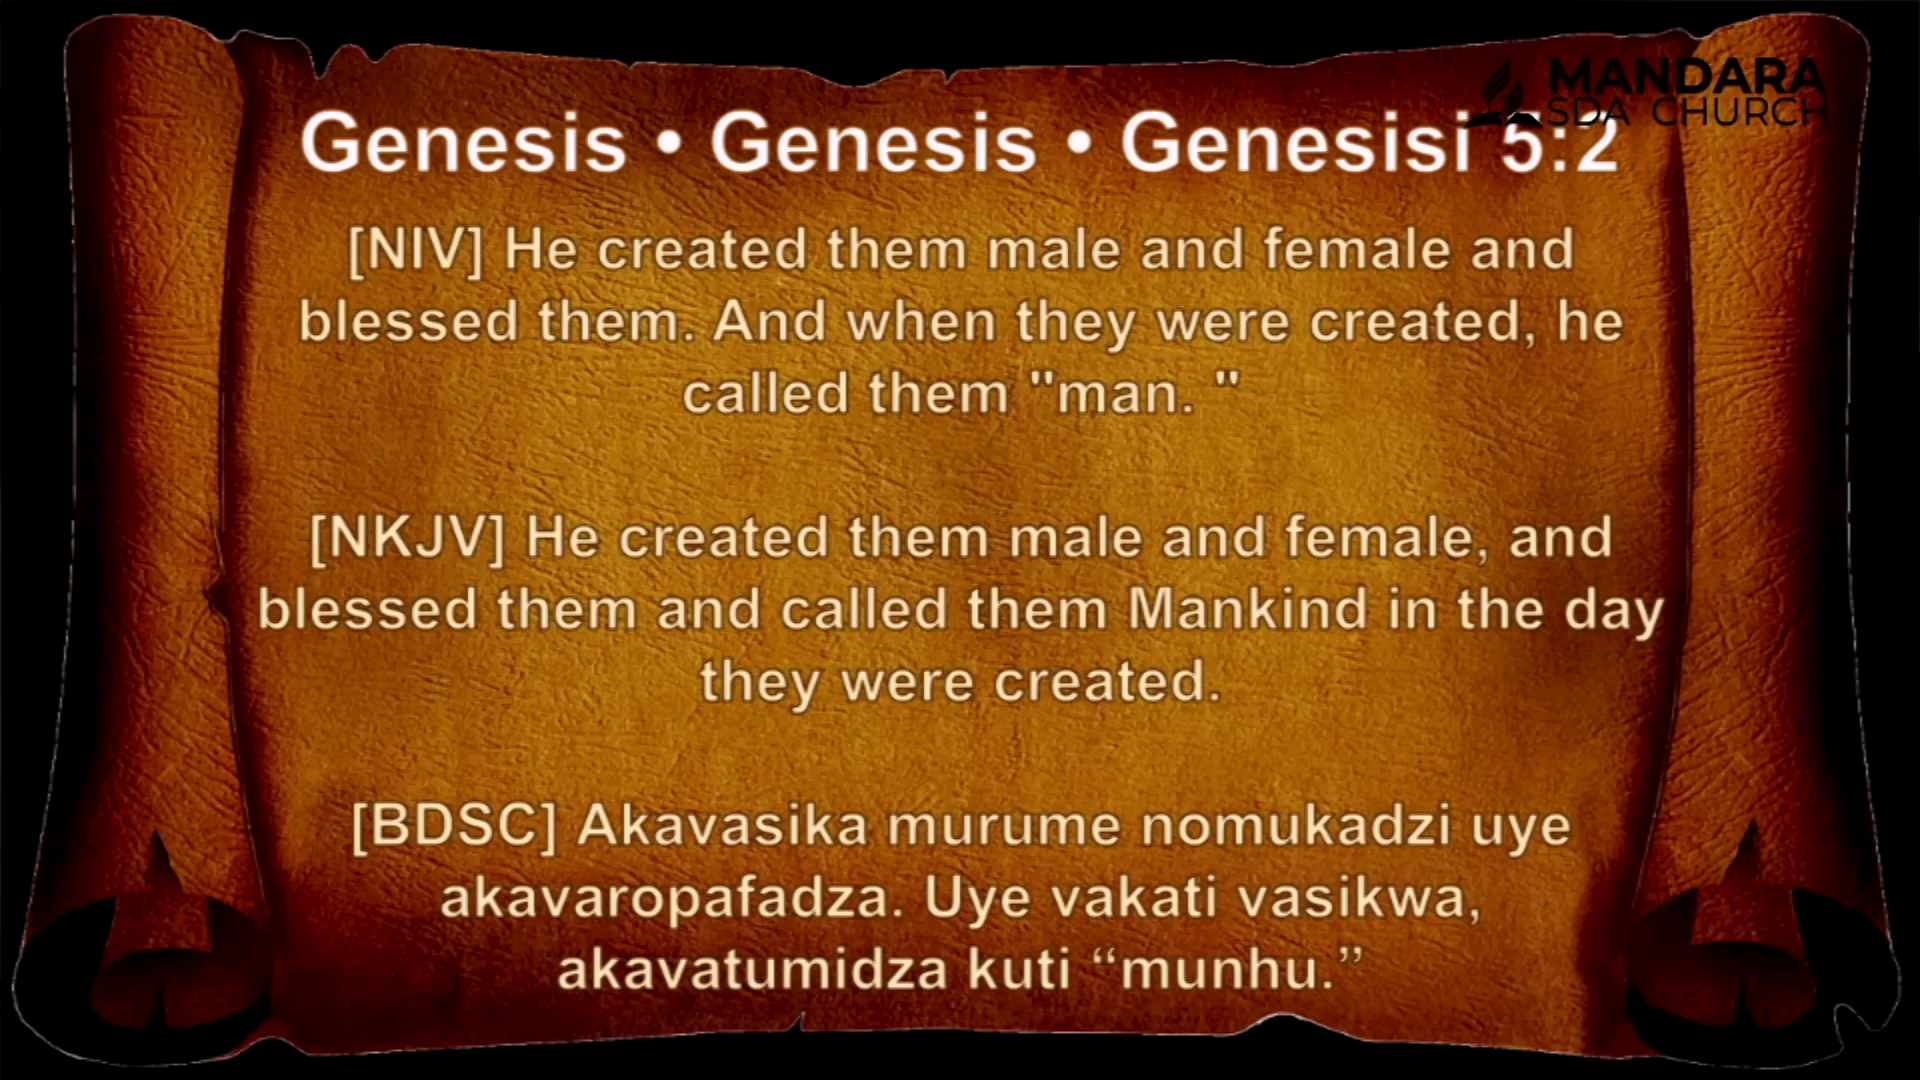 MANDARA
SDA CHURCH
Genesis • Genesis • Genesisi 5:2
[NIV] He created them male and female and
blessed them. And when they were created, he
called them "man. "
[NKJV] He created them male and female, and
blessed them and called them Mankind in the day
they were created.
[BDSC] Akavasika murume nomukadzi uye
akavaropafadza. Uye vakati vasikwa,
akavatumidza kuti “munhu.”